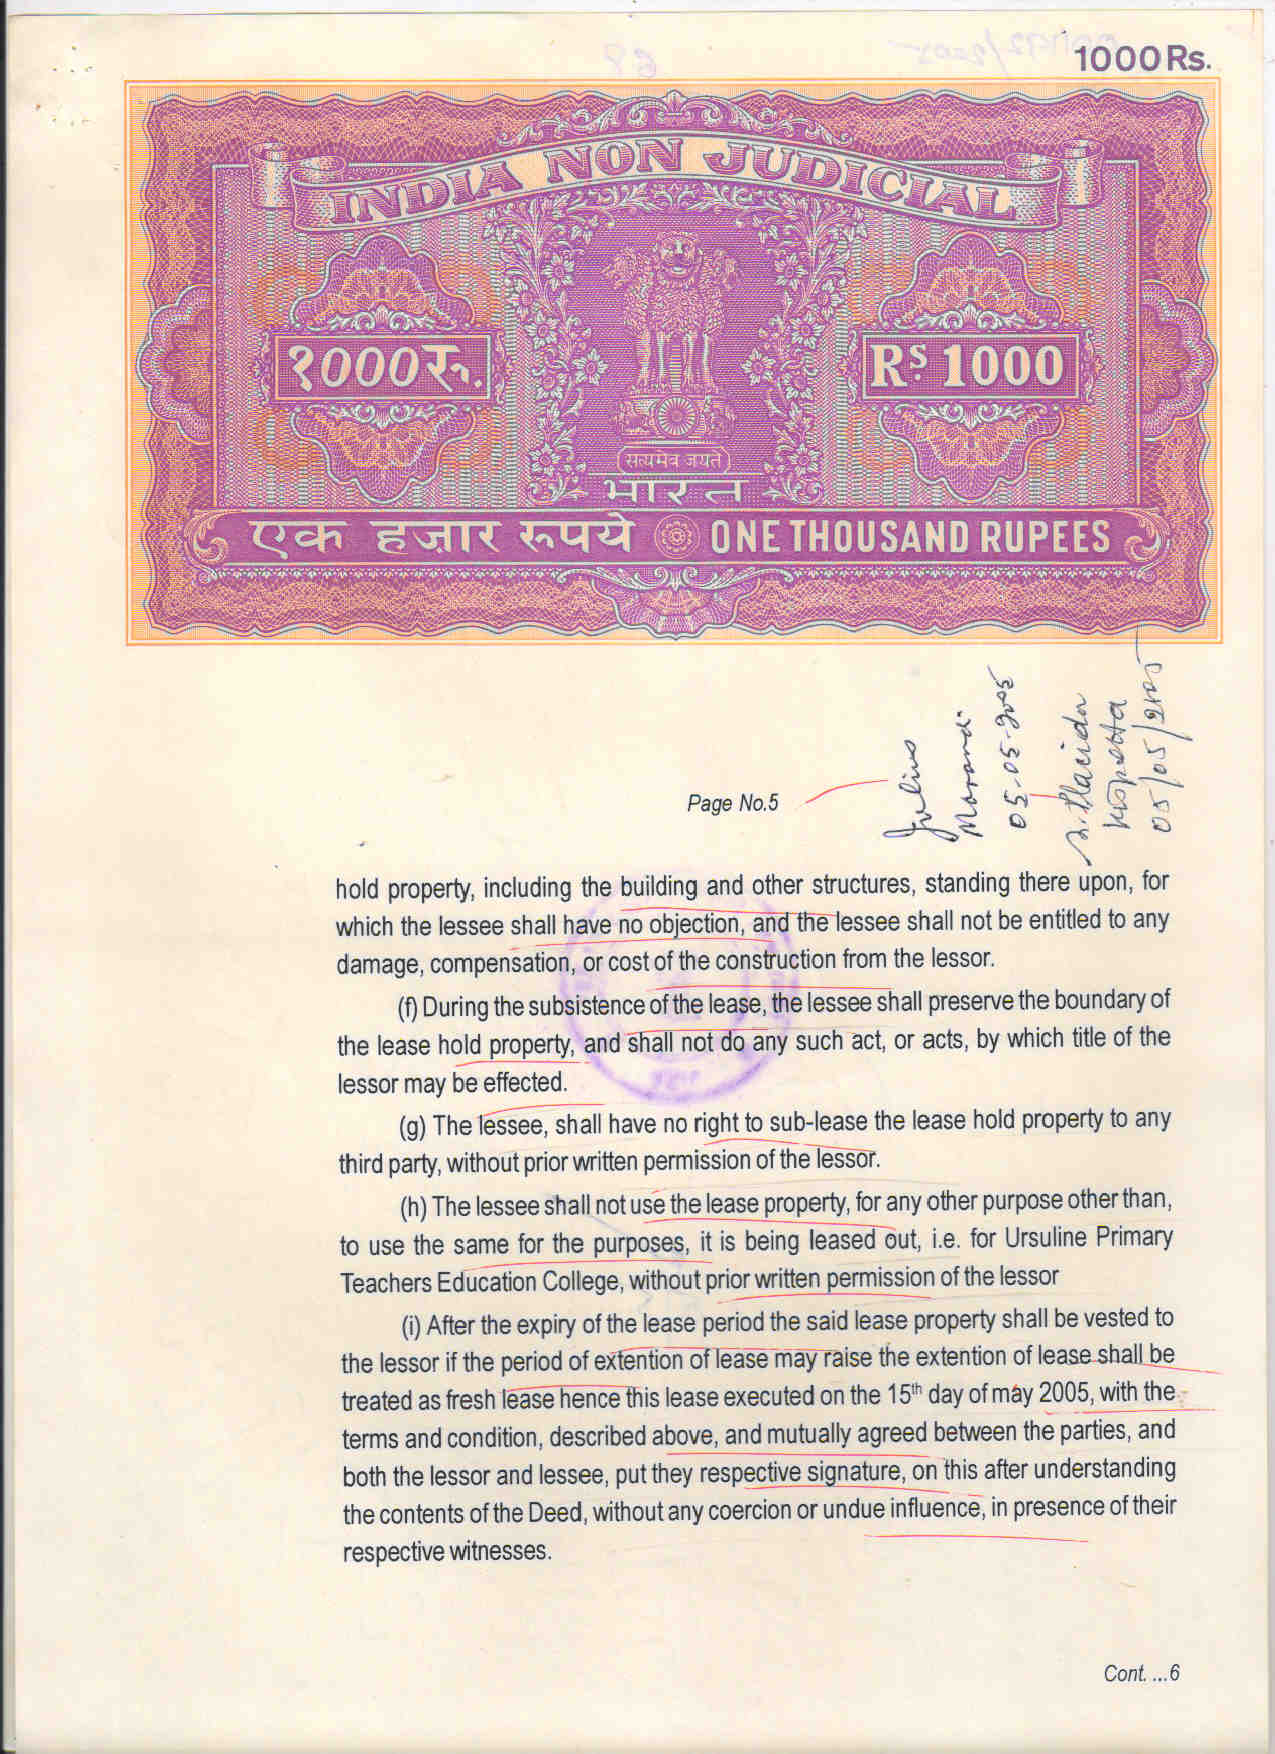 1000 Rs.
INDIA NON JUDICIAL
१000रु.
Rs. 1000
सत्यमेव जयते
भारत
एक हज़ार रुपये ONE THOUSAND RUPEES
Page No.5
Julius
Marandi
05-05-2005
Placida
Kispotta
05/05/2005
hold property, including the building and other structures, standing there upon, for
which the lessee shall have no objection, and the lessee shall not be entitled to any
damage, compensation, or cost of the construction from the lessor.
(f) During the subsistence of the lease, the lessee shall preserve the boundary of
the lease hold property, and shall not do any such act, or acts, by which title of the
lessor may be effected.
(g) The lessee, shall have no right to sub-lease the lease hold property to any
third party, without prior written permission of the lessor.
(h) The lessee shall not use the lease property, for any other purpose other than,
to use the same for the purposes, it is being leased out, i.e. for Ursuline Primary
Teachers Education College, without prior written permission of the lessor
(i) After the expiry of the lease period the said lease property shall be vested to
the lessor if the period of extention of lease may raise the extention of lease shall be
treated as fresh lease hence this lease executed on the 15th day of may 2005, with the
terms and condition, described above, and mutually agreed between the parties, and
both the lessor and lessee, put they respective signature, on this after understanding
the contents of the Deed, without any coercion or undue influence, in presence of their
respective witnesses.
Cont. ...6